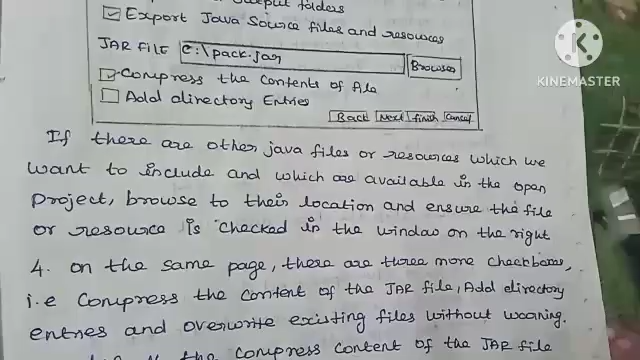 output folders
Export Java Source files and resources
JAR File C:\pack.jar Browse
Compress the Contents of file
Add directory Entries
Back Next finish Cancel
If there are other java files or resources which we
want to include and which are available in the open
Project, browse to their location and ensure the file
or resource is checked in the window on the right
4. On the same page, there are three more checkboxes,
i.e Compress the Content of the JAR file, Add directory
entries and overwrite existing files without warning.
the Compress content of the JAR file
KINEMASTER